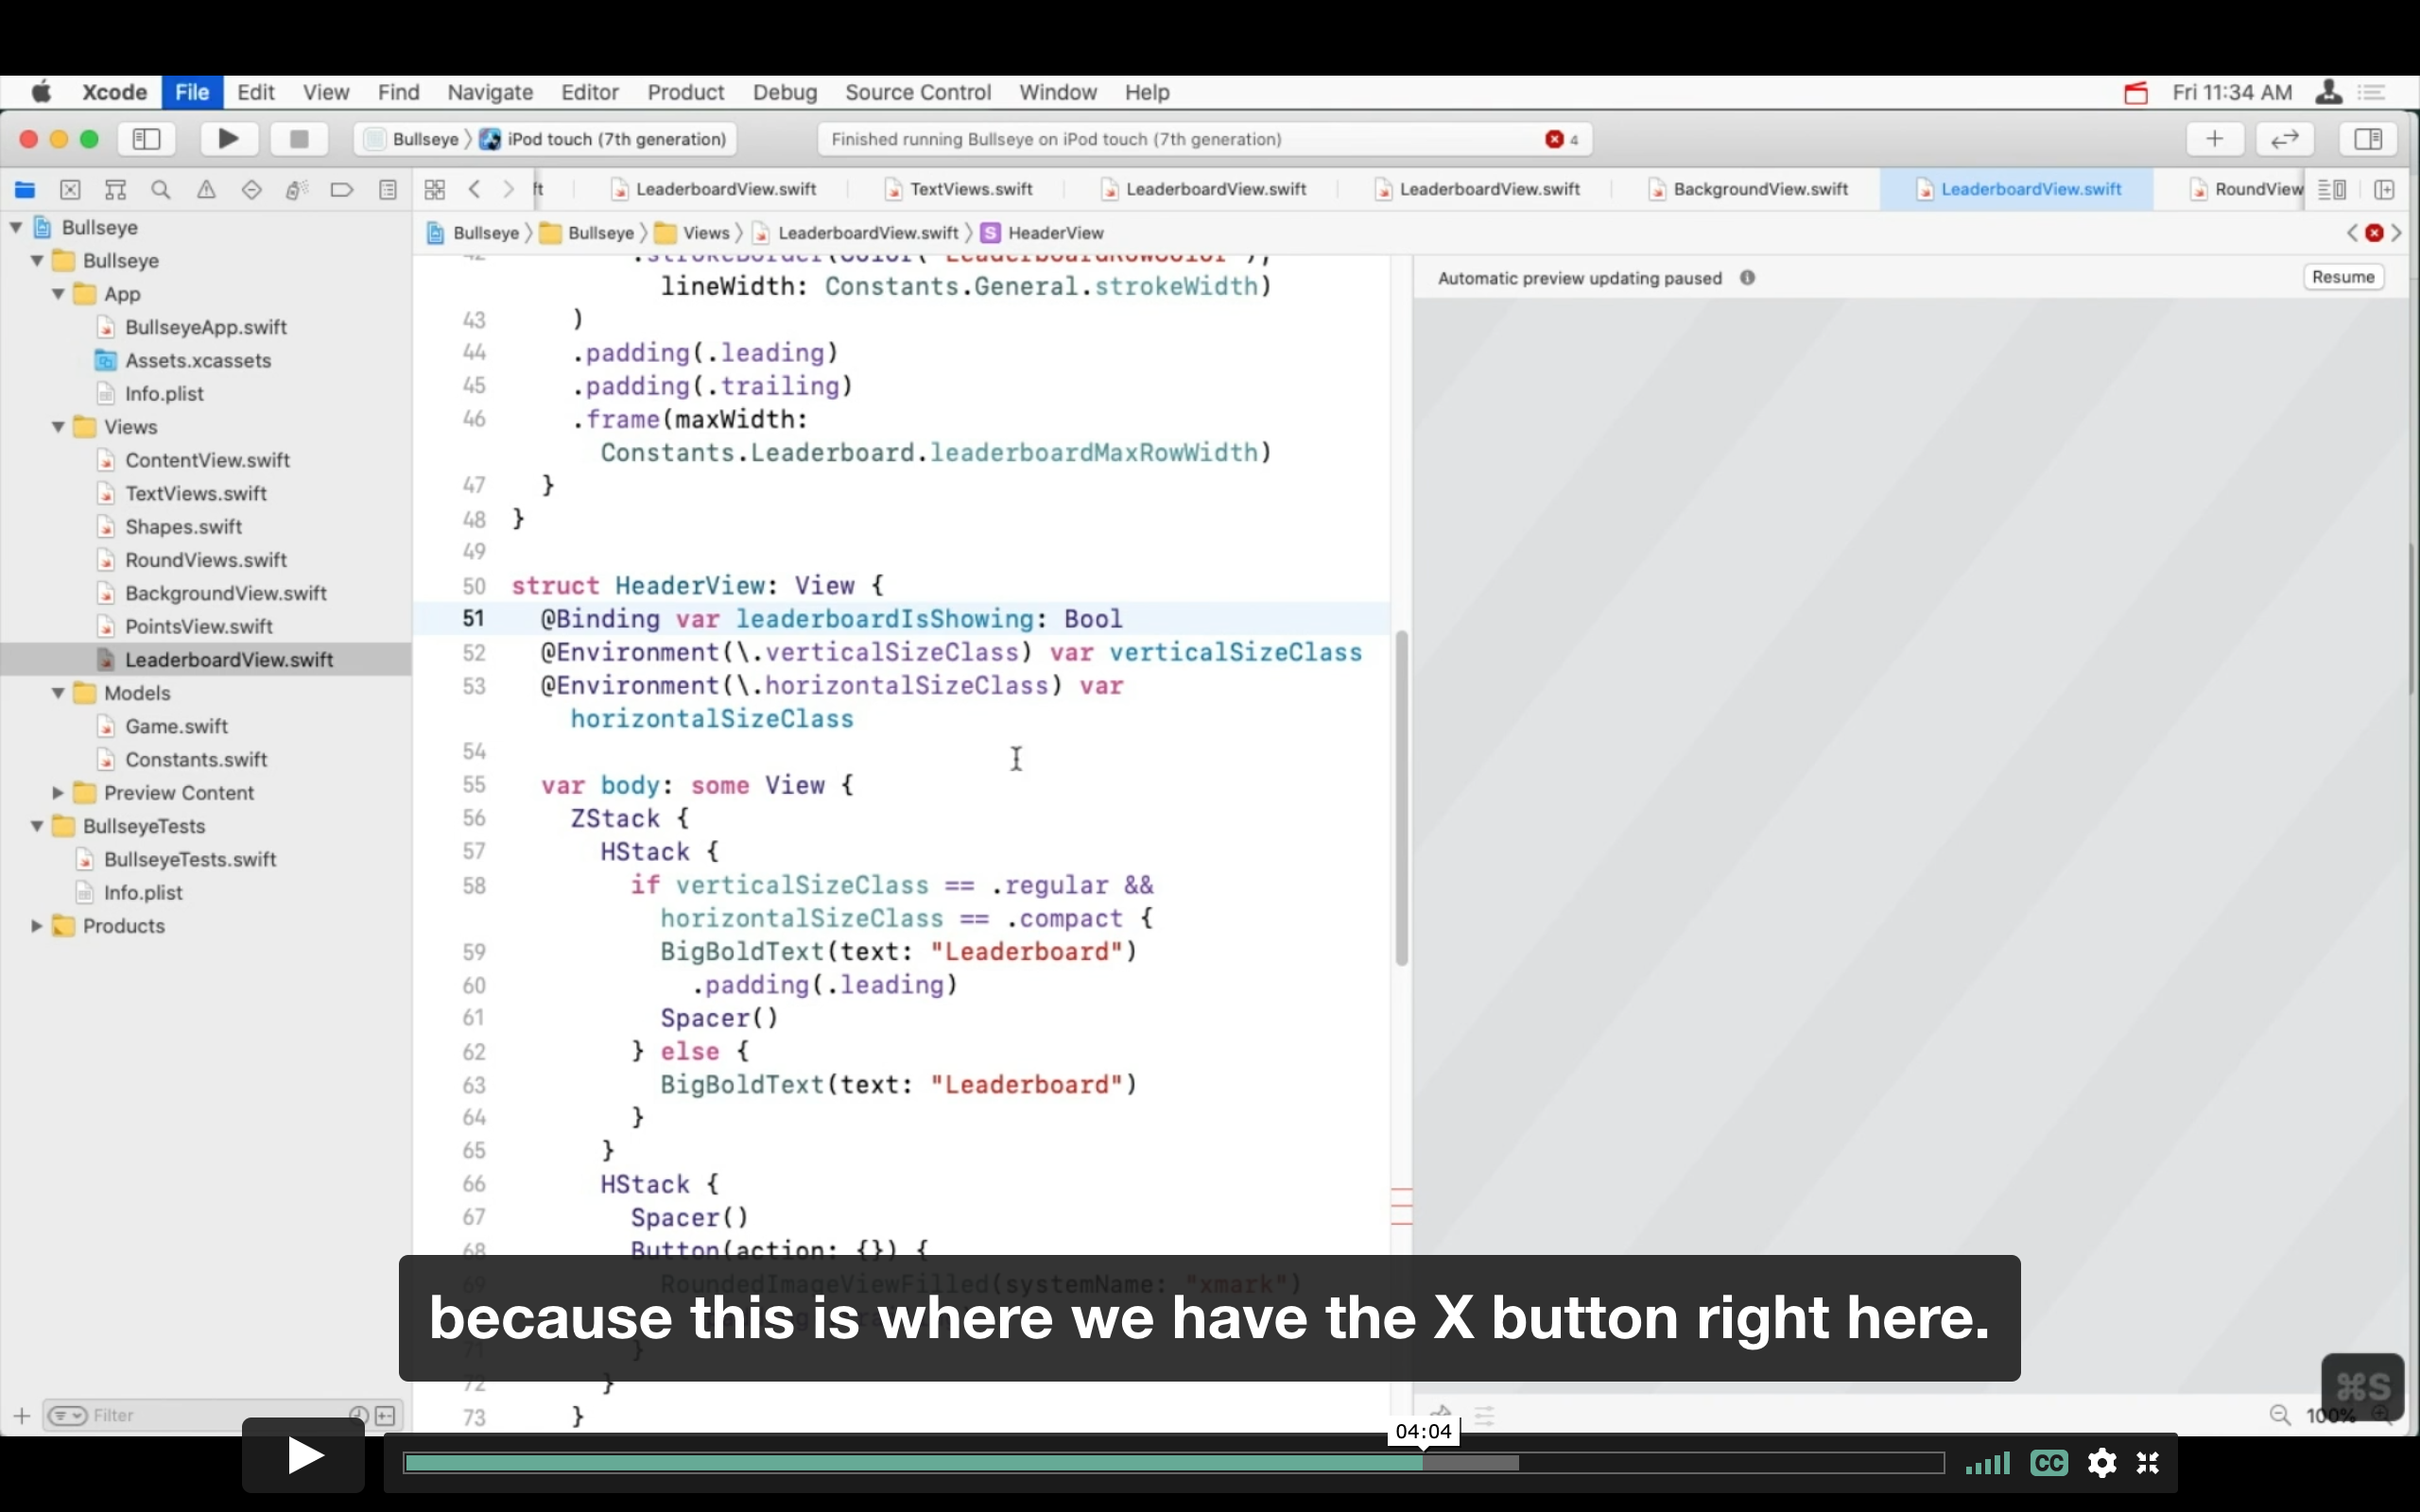 Xcode File Edit View Find Navigate Editor Product Debug Source Control Window Help Fri 11:34 AM
Bullseye iPod touch (7th generation) Finished running Bullseye on iPod touch (7th generation) 4
ft LeaderboardView.swift TextViews.swift LeaderboardView.swift LeaderboardView.swift BackgroundView.swift LeaderboardView.swift RoundView
Bullseye Bullseye Views LeaderboardView.swift S HeaderView
Automatic preview updating paused Resume
Bullseye
Bullseye
App
BullseyeApp.swift
Assets.xcassets
Info.plist
Views
ContentView.swift
TextViews.swift
Shapes.swift
RoundViews.swift
BackgroundView.swift
PointsView.swift
LeaderboardView.swift
Models
Game.swift
Constants.swift
Preview Content
BullseyeTests
BullseyeTests.swift
Info.plist
Products
Filter
42 .strokeBorder(Color("LeaderboardRowColor"),
lineWidth: Constants.General.strokeWidth)
43 )
44 .padding(.leading)
45 .padding(.trailing)
46 .frame(maxWidth:
Constants.Leaderboard.leaderboardMaxRowWidth)
47 }
48 }
49
50 struct HeaderView: View {
51 @Binding var leaderboardIsShowing: Bool
52 @Environment(\.verticalSizeClass) var verticalSizeClass
53 @Environment(\.horizontalSizeClass) var
horizontalSizeClass
54
55 var body: some View {
56 ZStack {
57 HStack {
58 if verticalSizeClass == .regular &&
horizontalSizeClass == .compact {
59 BigBoldText(text: "Leaderboard")
60 .padding(.leading)
61 Spacer()
62 } else {
63 BigBoldText(text: "Leaderboard")
64 }
65 }
66 HStack {
67 Spacer()
68 Button(action: {}) {
69 RoundedImageViewFilled(systemName: "xmark")
71 }
72 }
73 }
because this is where we have the X button right here.
⌘S
100%
04:04
CC